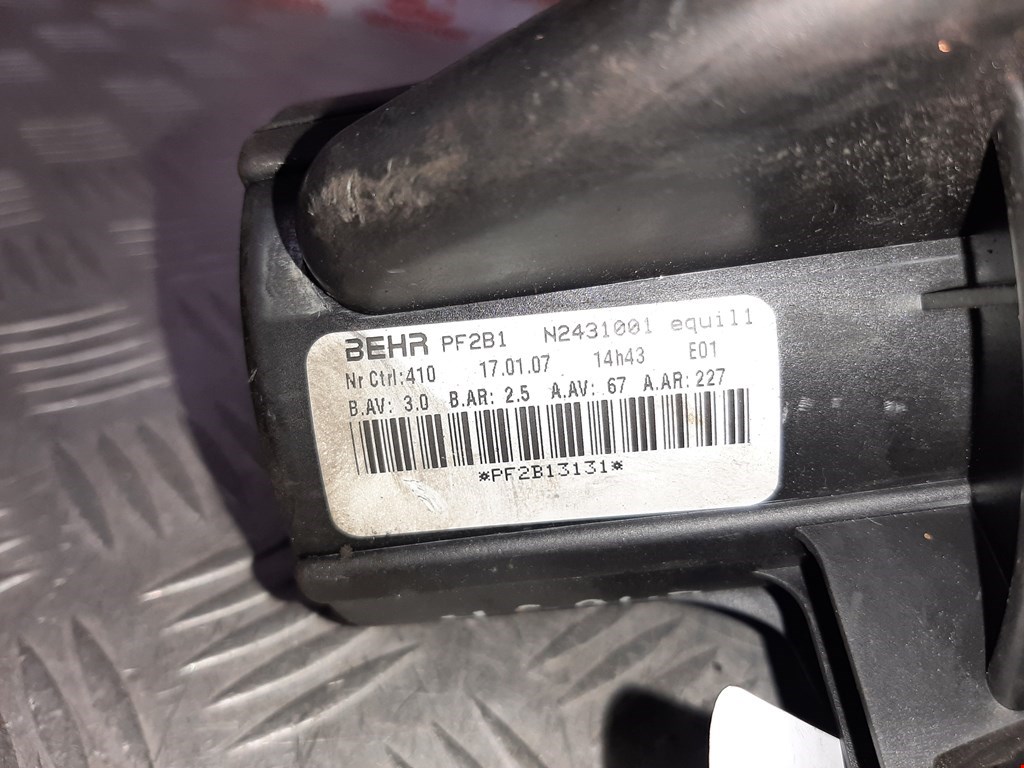 BEHR PF2B1 N2431001 equil1
Nr Ctrl:410 17.01.07 14h43 E01
B.AV: 3.0 B.AR: 2.5 A.AV: 67 A.AR: 227
*PF2B13131*